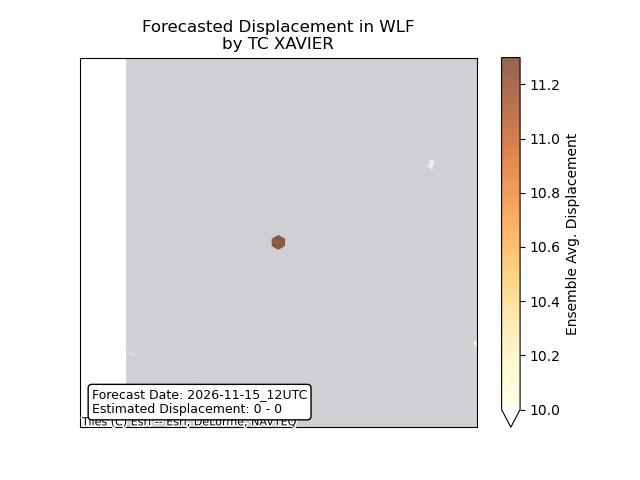 Forecasted Displacement in WLF
by TC XAVIER
11.2
11.0
10.8
10.6
10.4
10.2
10.0
Ensemble Avg. Displacement
Forecast Date: 2026-11-15_12UTC
Estimated Displacement: 0 - 0
Tiles (C) Esri -- Esri, DeLorme, NAVTEQ